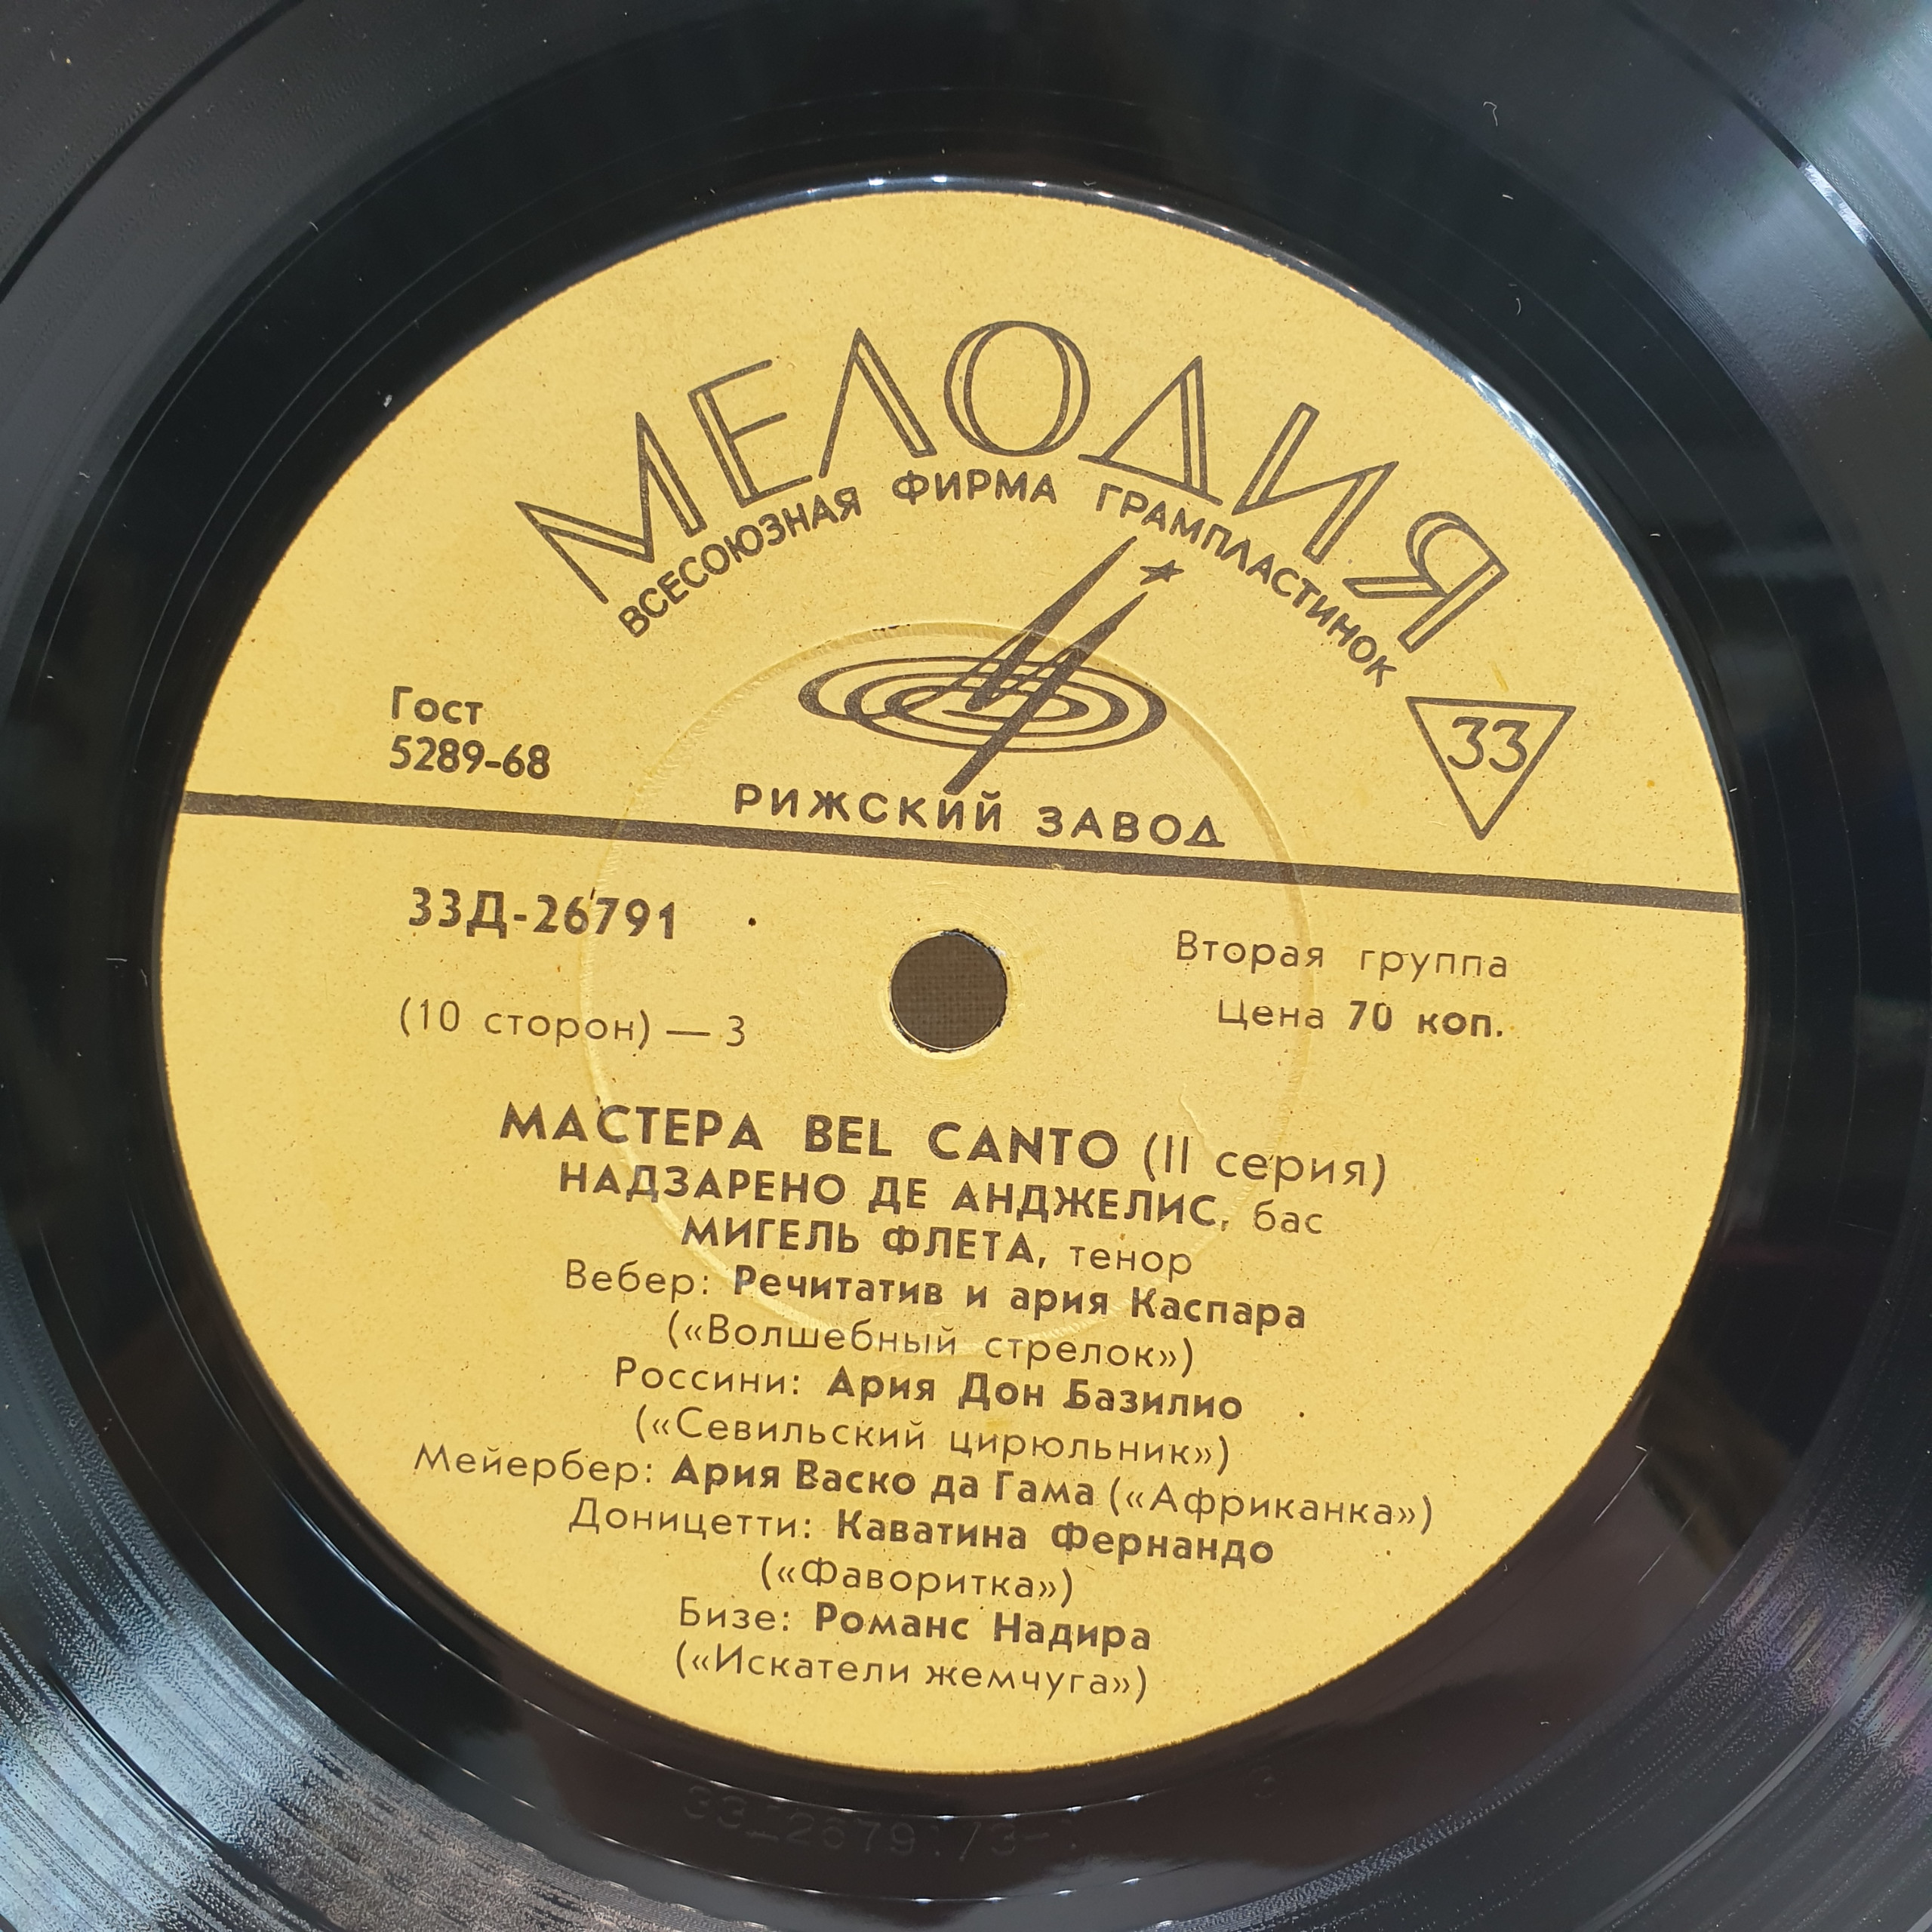 МЕЛОДИЯ
ВСЕСОЮЗНАЯ ФИРМА ГРАМПЛАСТИНОК
Гост
5289-68
33
РИЖСКИЙ ЗАВОД
33Д-26791
Вторая группа
(10 сторон) — 3
Цена 70 коп.
МАСТЕРА BEL CANTO (II серия)
НАДЗАРЕНО ДЕ АНДЖЕЛИС, бас
МИГЕЛЬ ФЛЕТА, тенор
Вебер: Речитатив и ария Каспара
(«Волшебный стрелок»)
Россини: Ария Дон Базилио
(«Севильский цирюльник»)
Мейербер: Ария Васко да Гама («Африканка»)
Доницетти: Каватина Фернандо
(«Фаворитка»)
Бизе: Романс Надира
(«Искатели жемчуга»)
3